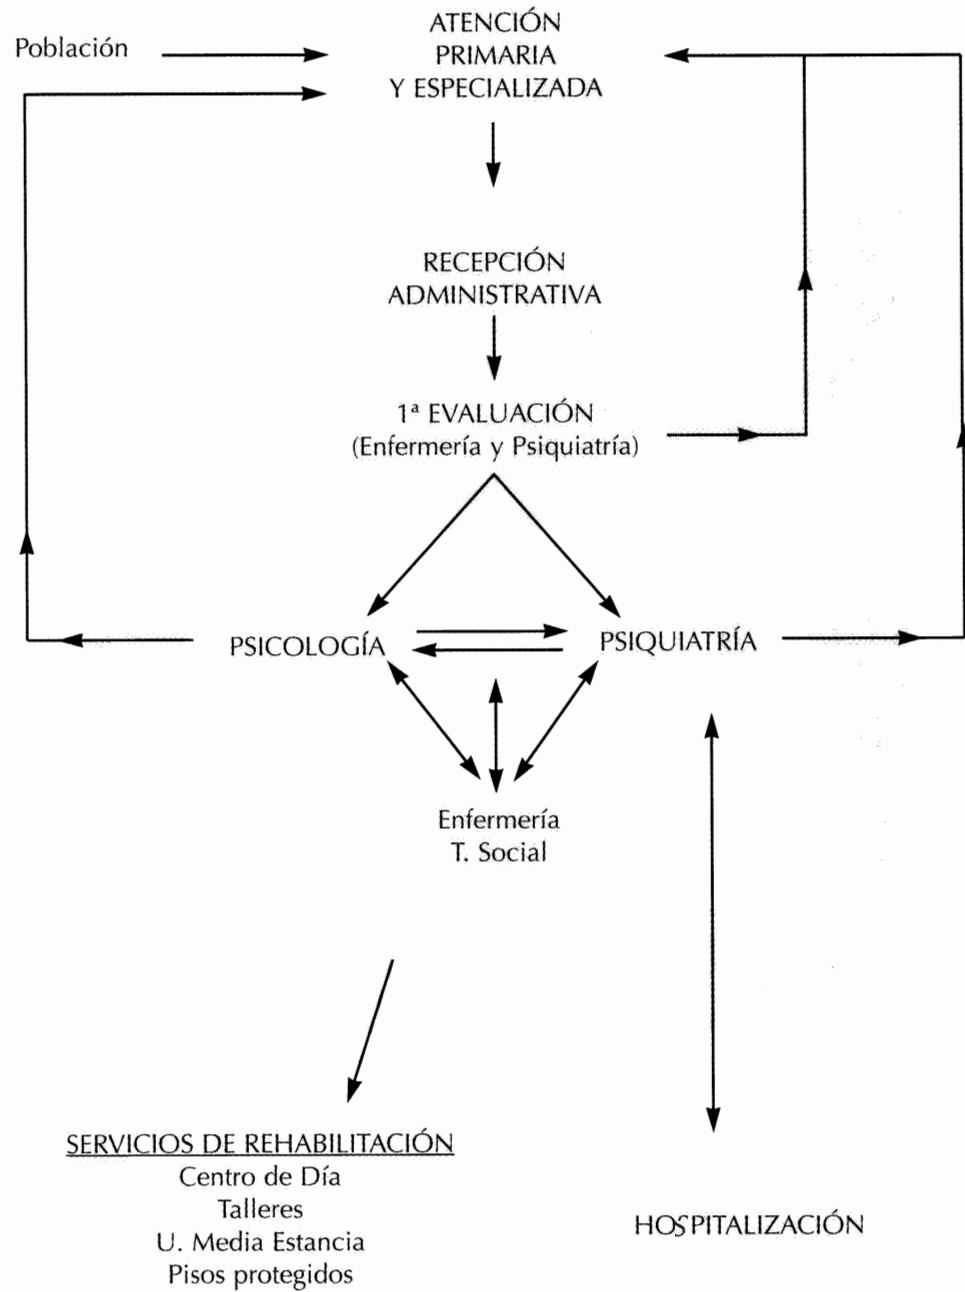 Población
ATENCIÓN
PRIMARIA
Y ESPECIALIZADA
RECEPCIÓN
ADMINISTRATIVA
1ª EVALUACIÓN
(Enfermería y Psiquiatría)
PSICOLOGÍA
PSIQUIATRÍA
Enfermería
T. Social
SERVICIOS DE REHABILITACIÓN
Centro de Día
Talleres
U. Media Estancia
Pisos protegidos
HOSPITALIZACIÓN